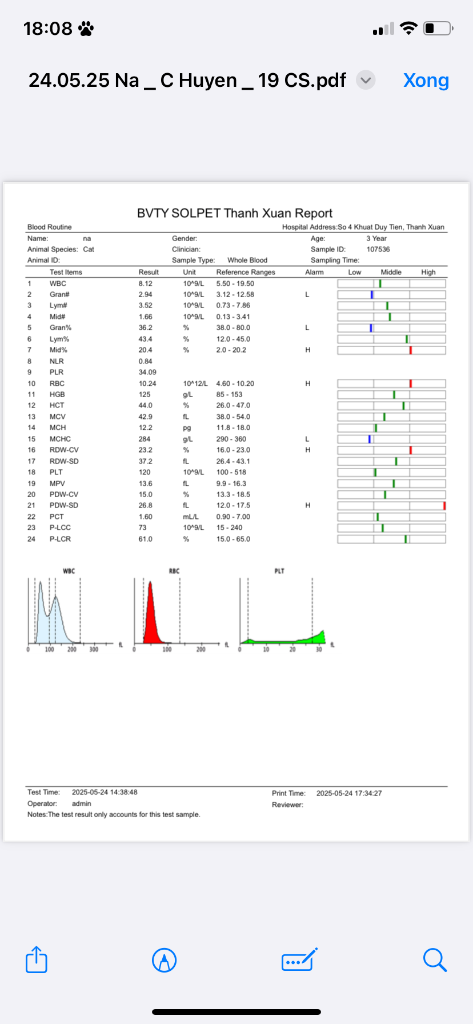 18:08
24.05.25 Na _ C Huyen _ 19 CS.pdf Xong
BVTY SOLPET Thanh Xuan Report
Blood Routine Hospital Address:So 4 Khuat Duy Tien, Thanh Xuan
Name: na Gender: Age: 3 Year
Animal Species: Cat Clinician: Sample ID: 107536
Animal ID: Sample Type: Whole Blood Sampling Time:
Test Items Result Unit Reference Ranges Alarm Low Middle High
1 WBC 8.12 10^9/L 5.50 - 19.50
2 Gran# 2.94 10^9/L 3.12 - 12.58 L
3 Lym# 3.52 10^9/L 0.73 - 7.86
4 Mid# 1.66 10^9/L 0.13 - 3.41
5 Gran% 36.2 % 38.0 - 80.0 L
6 Lym% 43.4 % 12.0 - 45.0
7 Mid% 20.4 % 2.0 - 20.2 H
8 NLR 0.84
9 PLR 34.09
10 RBC 10.24 10^12/L 4.60 - 10.20 H
11 HGB 125 g/L 85 - 153
12 HCT 44.0 % 26.0 - 47.0
13 MCV 42.9 fL 38.0 - 54.0
14 MCH 12.2 pg 11.8 - 18.0
15 MCHC 284 g/L 290 - 360 L
16 RDW-CV 23.2 % 16.0 - 23.0 H
17 RDW-SD 37.2 fL 26.4 - 43.1
18 PLT 120 10^9/L 100 - 518
19 MPV 13.6 fL 9.9 - 16.3
20 PDW-CV 15.0 % 13.3 - 18.5
21 PDW-SD 26.8 fL 12.0 - 17.5 H
22 PCT 1.60 mL/L 0.90 - 7.00
23 P-LCC 73 10^9/L 15 - 240
24 P-LCR 61.0 % 15.0 - 65.0
WBC RBC PLT
0 100 200 300 fL 0 100 200 fL 0 10 20 30 fL
Test Time: 2025-05-24 14:38:48 Print Time: 2025-05-24 17:34:27
Operator: admin Reviewer:
Notes:The test result only accounts for this test sample.